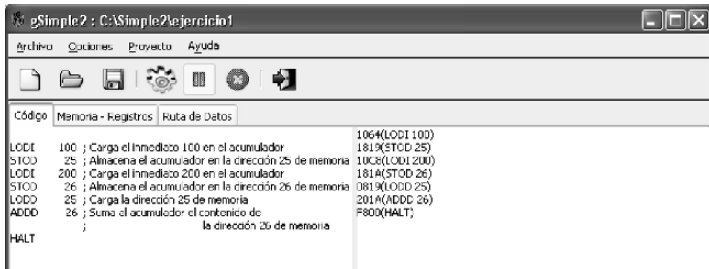 gSimple2 : C:\Simple2\ejercicio1
Archivo Opciones Proyecto Ayuda
Código Memoria - Registros Ruta de Datos
LODI 100 ; Carga el inmediato 100 en el acumulador
STOD 25 ; Almacena el acumulador en la dirección 25 de memoria
LODI 200 ; Carga el inmediato 200 en el acumulador
STOD 26 ; Almacena el acumulador en la dirección 26 de memoria
LODD 25 ; Carga la dirección 25 de memoria
ADDD 26 ; Suma al acumulador el contenido de
; la dirección 26 de memoria
HALT
1064(LODI 100)
1819(STOD 25)
10C8(LODI 200)
181A(STOD 26)
0819(LODD 25)
201A(ADDD 26)
F800(HALT)